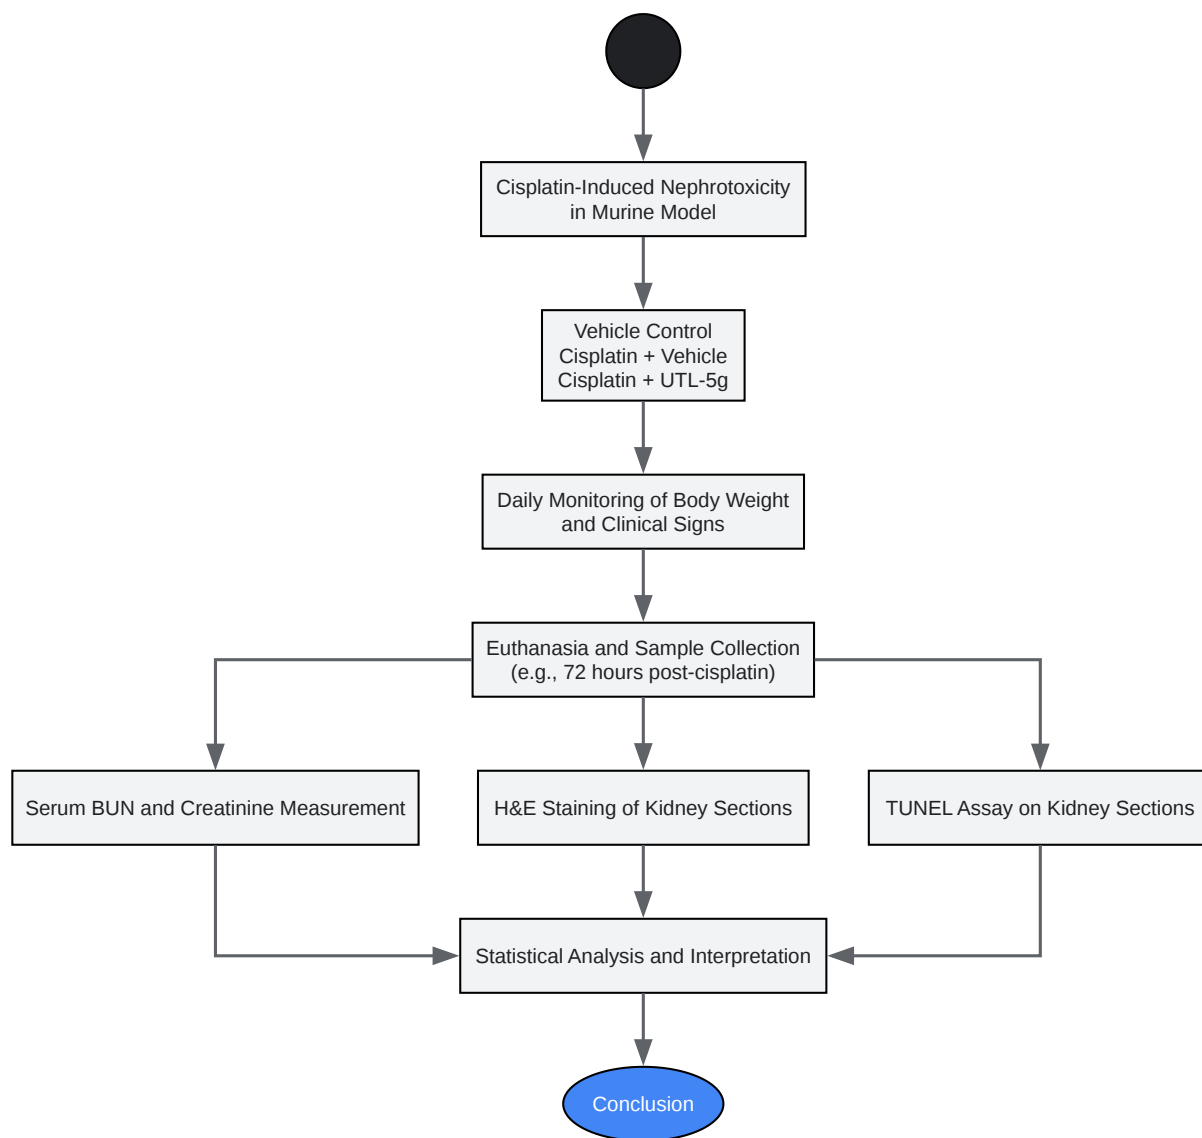 Cisplatin-Induced Nephrotoxicity
in Murine Model
Vehicle Control
Cisplatin + Vehicle
Cisplatin + UTL-5g
Daily Monitoring of Body Weight
and Clinical Signs
Euthanasia and Sample Collection
(e.g., 72 hours post-cisplatin)
Serum BUN and Creatinine Measurement
H&E Staining of Kidney Sections
TUNEL Assay on Kidney Sections
Statistical Analysis and Interpretation
Conclusion